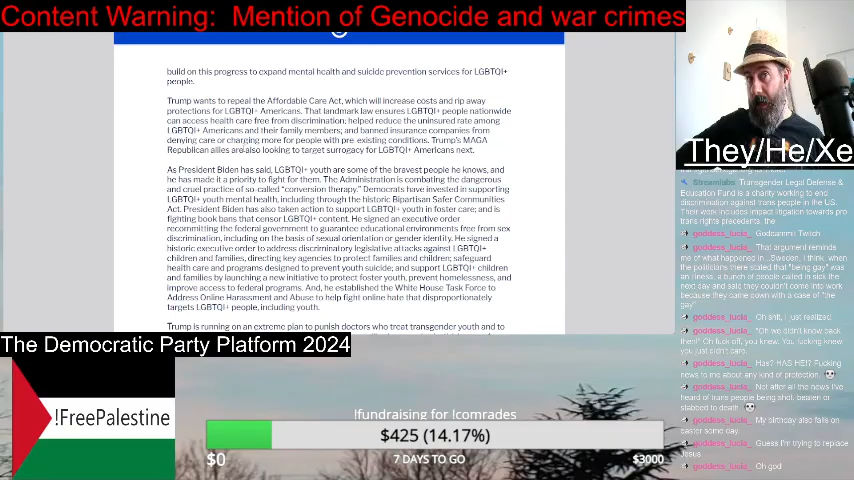 Content Warning: Mention of Genocide and war crimes
build on this progress to expand mental health and suicide prevention services for LGBTQI+
people.
Trump wants to repeal the Affordable Care Act, which will increase costs and rip away
protections for LGBTQI+ Americans. That landmark law ensures LGBTQI+ people nationwide
can access health care free from discrimination; helped reduce the uninsured rate among
LGBTQI+ Americans and their family members; and banned insurance companies from
denying care or charging more for people with pre-existing conditions. Trump's MAGA
Republican allies are also looking to target surrogacy for LGBTQI+ Americans next.
As President Biden has said, LGBTQI+ youth are some of the bravest people he knows, and
he has made it a priority to fight for them. The Administration is combating the dangerous
and cruel practice of so-called "conversion therapy." Democrats have invested in supporting
LGBTQI+ youth mental health, including through the historic Bipartisan Safer Communities
Act. President Biden has also taken action to support LGBTQI+ youth in foster care; and is
fighting book bans that censor LGBTQI+ content. He signed an executive order
recommitting the federal government to guarantee educational environments free from sex
discrimination, including on the basis of sexual orientation or gender identity. He signed a
historic executive order to address discriminatory legislative attacks against LGBTQI+
children and families, directing key agencies to protect families and children; safeguard
health care and programs designed to prevent youth suicide; and support LGBTQI+ children
and families by launching a new initiative to protect foster youth, prevent homelessness, and
improve access to federal programs. And, he established the White House Task Force to
Address Online Harassment and Abuse to help fight online hate that disproportionately
targets LGBTQI+ people, including youth.
Trump is running on an extreme plan to punish doctors who treat transgender youth and to
They/He/Xe
Streamlabs: Transgender Legal Defense &
Education Fund is a charity working to end
discrimination against trans people in the US.
Their work includes impact litigation towards pro
trans rights precedents, the
goddess_lucia_: Godcammit Twitch
goddess_lucia_: That argument reminds
me of what happened in...Sweden, I think, when
the politicians there stated that "being gay" was
an illness, a bunch of people called in sick the
next day and said they couldn't come into work
because they came down with a case of "the
gay"
goddess_lucia_: Oh shit, I just realized
goddess_lucia_: "Oh we didn't know back
then!" Oh fuck off, you knew. You fucking knew
you just didn't care.
goddess_lucia_: Has? HAS HE!? Fucking
news to me about any kind of protection.
goddess_lucia_: Not after all the news I've
heard of trans people being shot, beaten or
stabbed to death.
goddess_lucia_: My birthday also falls on
easter some day.
goddess_lucia_: Guess I'm trying to replace
Jesus
goddess_lucia_: Oh god
The Democratic Party Platform 2024
!FreePalestine
!fundraising for !comrades
$425 (14.17%)
$0
7 DAYS TO GO
$3000